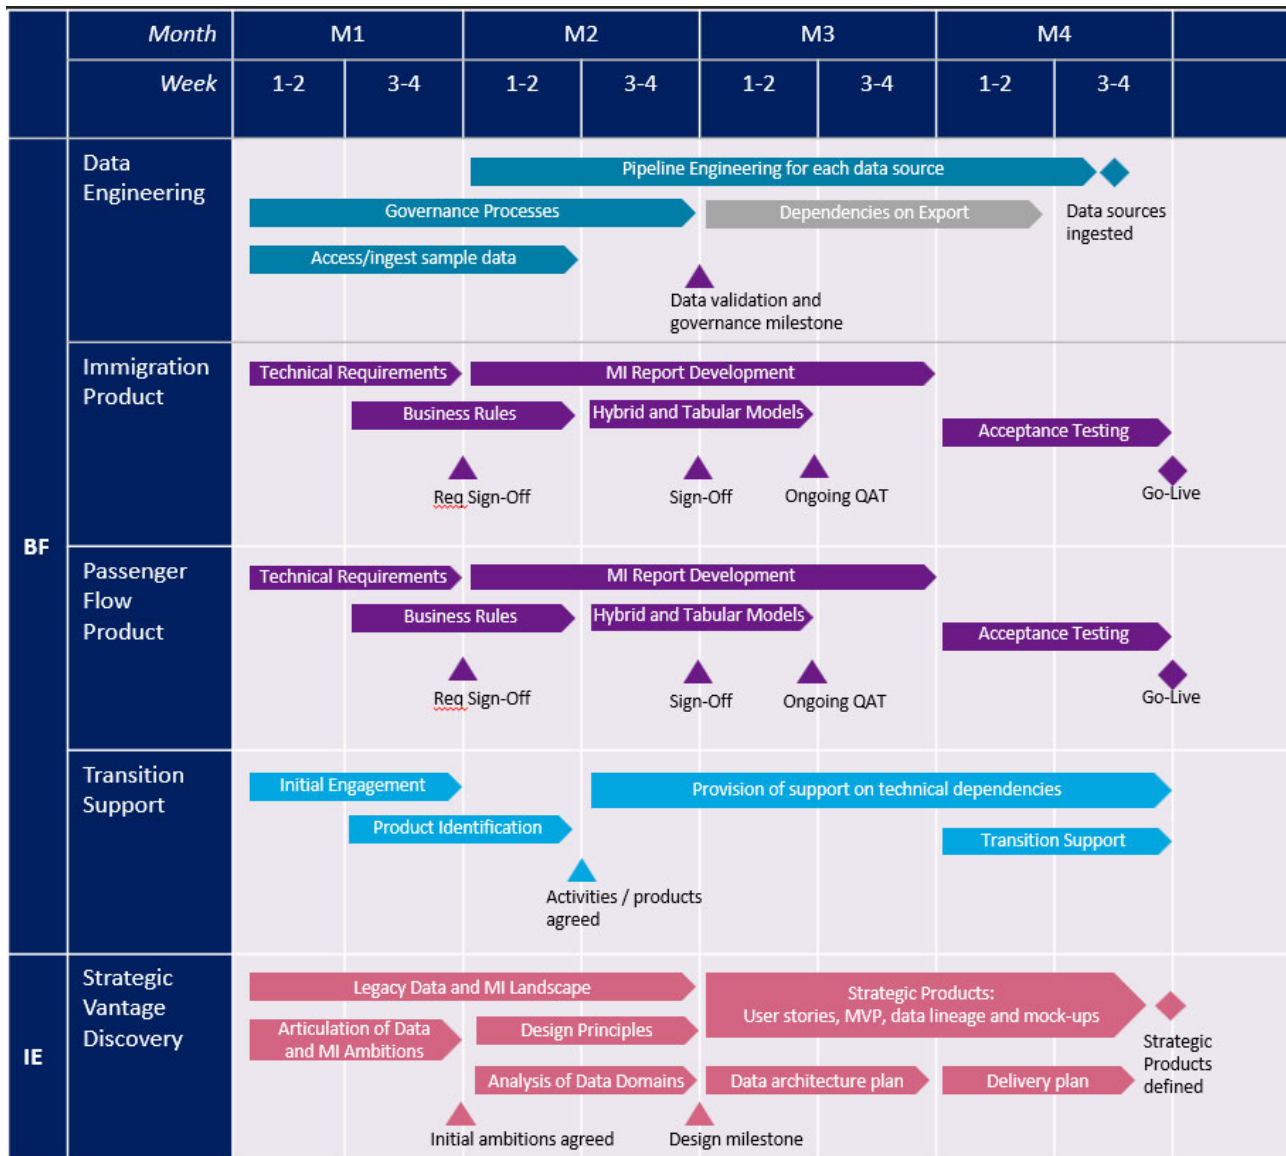 Month M1 M2 M3 M4
Week 1-2 3-4 1-2 3-4 1-2 3-4 1-2 3-4
BF
Data
Engineering
Pipeline Engineering for each data source
Governance Processes
Dependencies on Export
Data sources
ingested
Access/ingest sample data
Data validation and
governance milestone
Immigration
Product
Technical Requirements
MI Report Development
Business Rules
Hybrid and Tabular Models
Acceptance Testing
Req Sign-Off
Sign-Off
Ongoing QAT
Go-Live
Passenger
Flow
Product
Technical Requirements
MI Report Development
Business Rules
Hybrid and Tabular Models
Acceptance Testing
Req Sign-Off
Sign-Off
Ongoing QAT
Go-Live
Transition
Support
Initial Engagement
Provision of support on technical dependencies
Product Identification
Transition Support
Activities / products
agreed
IE
Strategic
Vantage
Discovery
Legacy Data and MI Landscape
Strategic Products:
User stories, MVP, data lineage and mock-ups
Articulation of Data
and MI Ambitions
Design Principles
Strategic
Products
defined
Analysis of Data Domains
Data architecture plan
Delivery plan
Initial ambitions agreed
Design milestone